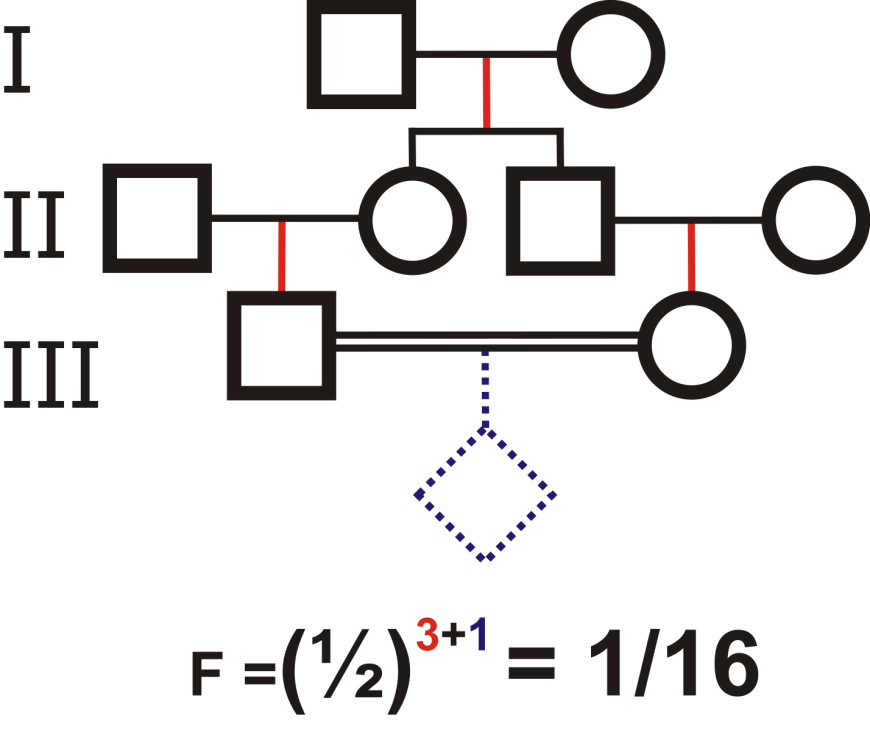 I
II
III
F =(½)³⁺¹ = 1/16